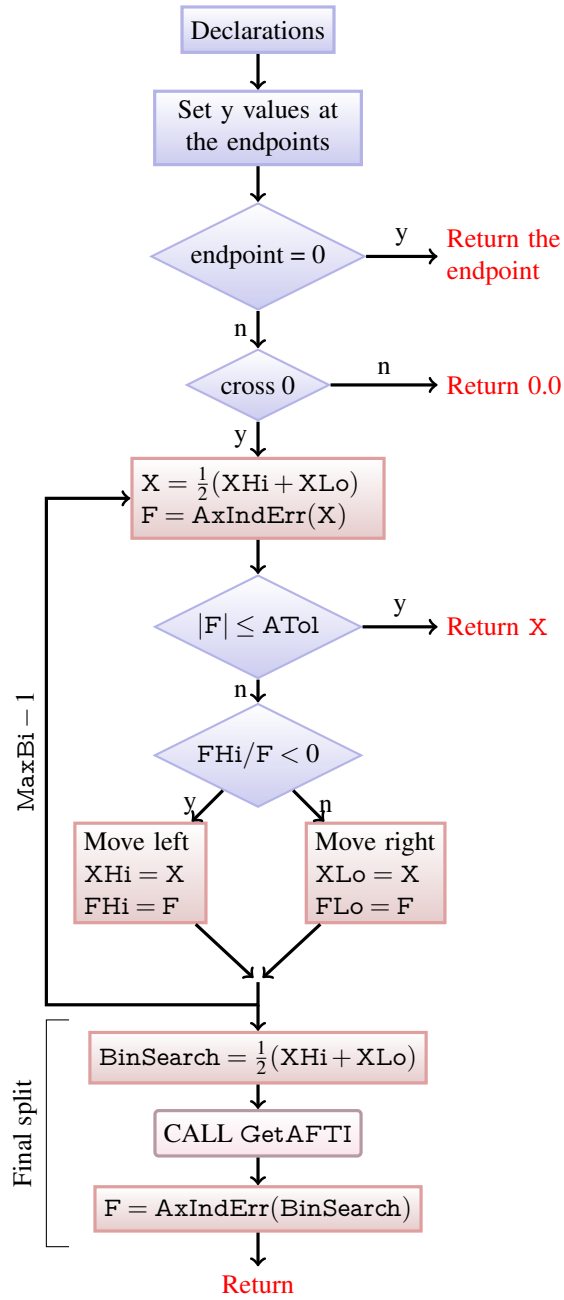 Declarations
Set y values at
the endpoints
endpoint = 0
y
Return the
endpoint
n
cross 0
n
Return 0.0
y
X = ½(XHi + XLo)
F = AxIndErr(X)
|F| ≤ ATol
y
Return X
n
FHi/F < 0
MaxBi − 1
y
n
Move left
XHi = X
FHi = F
Move right
XLo = X
FLo = F
Final split
BinSearch = ½(XHi + XLo)
CALL GetAFTI
F = AxIndErr(BinSearch)
Return